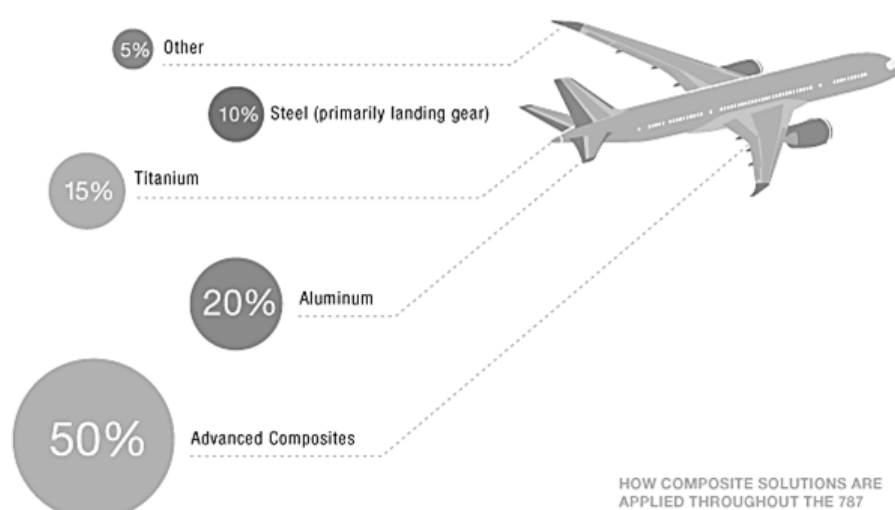 5% Other
10% Steel (primarily landing gear)
15% Titanium
20% Aluminum
50% Advanced Composites
HOW COMPOSITE SOLUTIONS ARE
APPLIED THROUGHOUT THE 787